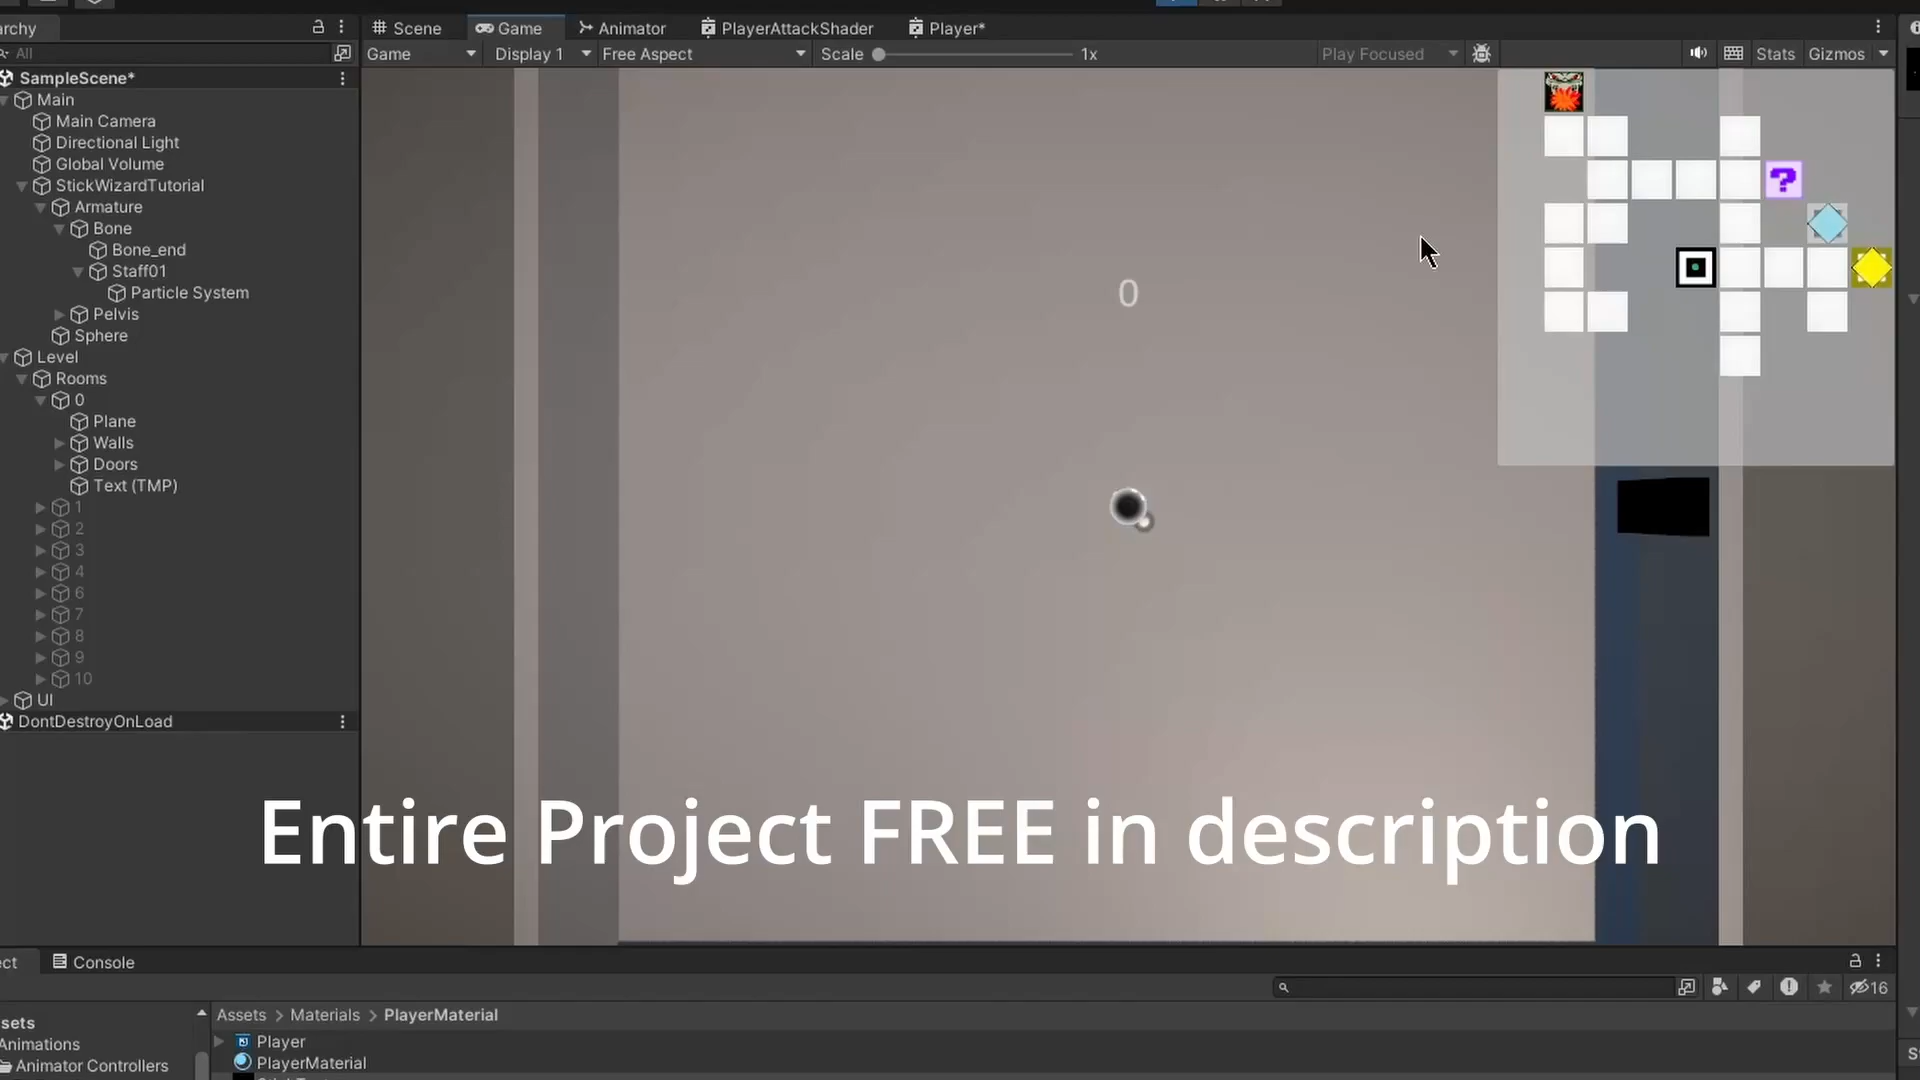 archy
Scene
Game
Animator
PlayerAttackShader
Player*
All
Game
Display 1
Free Aspect
Scale
1x
Play Focused
Stats
Gizmos
SampleScene*
Main
Main Camera
Directional Light
Global Volume
StickWizardTutorial
Armature
Bone
Bone_end
Staff01
Particle System
Pelvis
Sphere
Level
Rooms
0
Plane
Walls
Doors
Text (TMP)
1
2
3
4
6
7
8
9
10
UI
DontDestroyOnLoad
?
0
Entire Project FREE in description
ect
Console
16
sets
Animations
Animator Controllers
Assets > Materials > PlayerMaterial
Player
PlayerMaterial